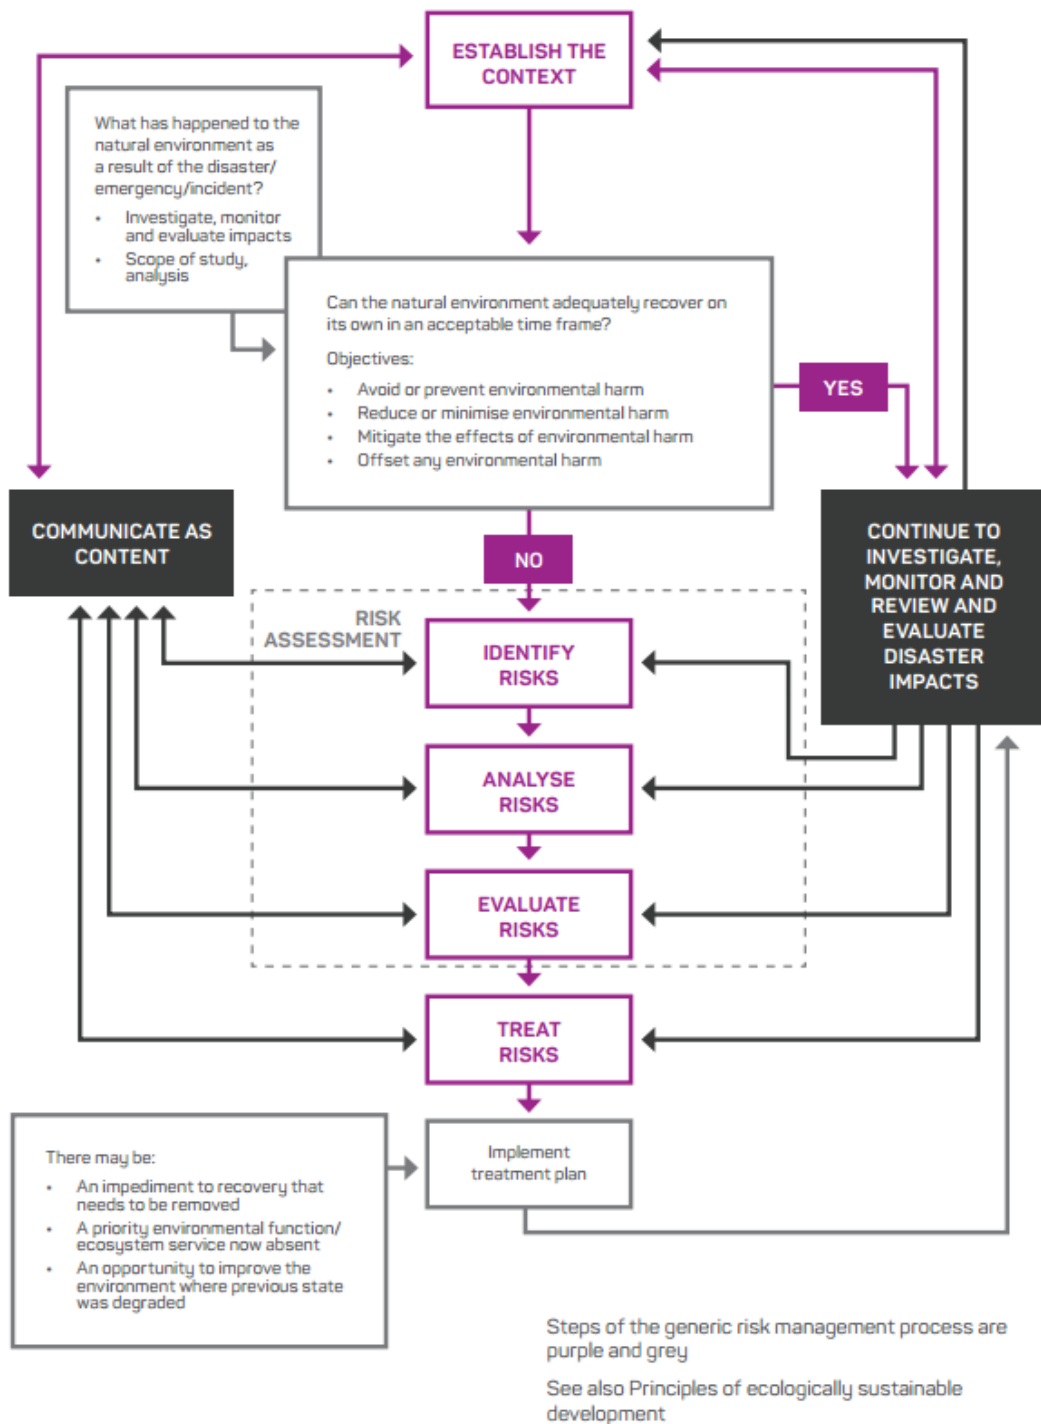 ESTABLISH THE
CONTEXT
What has happened to the
natural environment as
a result of the disaster/
emergency/incident?
• Investigate, monitor
and evaluate impacts
• Scope of study,
analysis
Can the natural environment adequately recover on
its own in an acceptable time frame?
Objectives:
• Avoid or prevent environmental harm
• Reduce or minimise environmental harm
• Mitigate the effects of environmental harm
• Offset any environmental harm
YES
COMMUNICATE AS
CONTENT
NO
CONTINUE TO
INVESTIGATE,
MONITOR AND
REVIEW AND
EVALUATE
DISASTER
IMPACTS
RISK
ASSESSMENT
IDENTIFY
RISKS
ANALYSE
RISKS
EVALUATE
RISKS
TREAT
RISKS
There may be:
• An impediment to recovery that
needs to be removed
• A priority environmental function/
ecosystem service now absent
• An opportunity to improve the
environment where previous state
was degraded
Implement
treatment plan
Steps of the generic risk management process are
purple and grey
See also Principles of ecologically sustainable
development